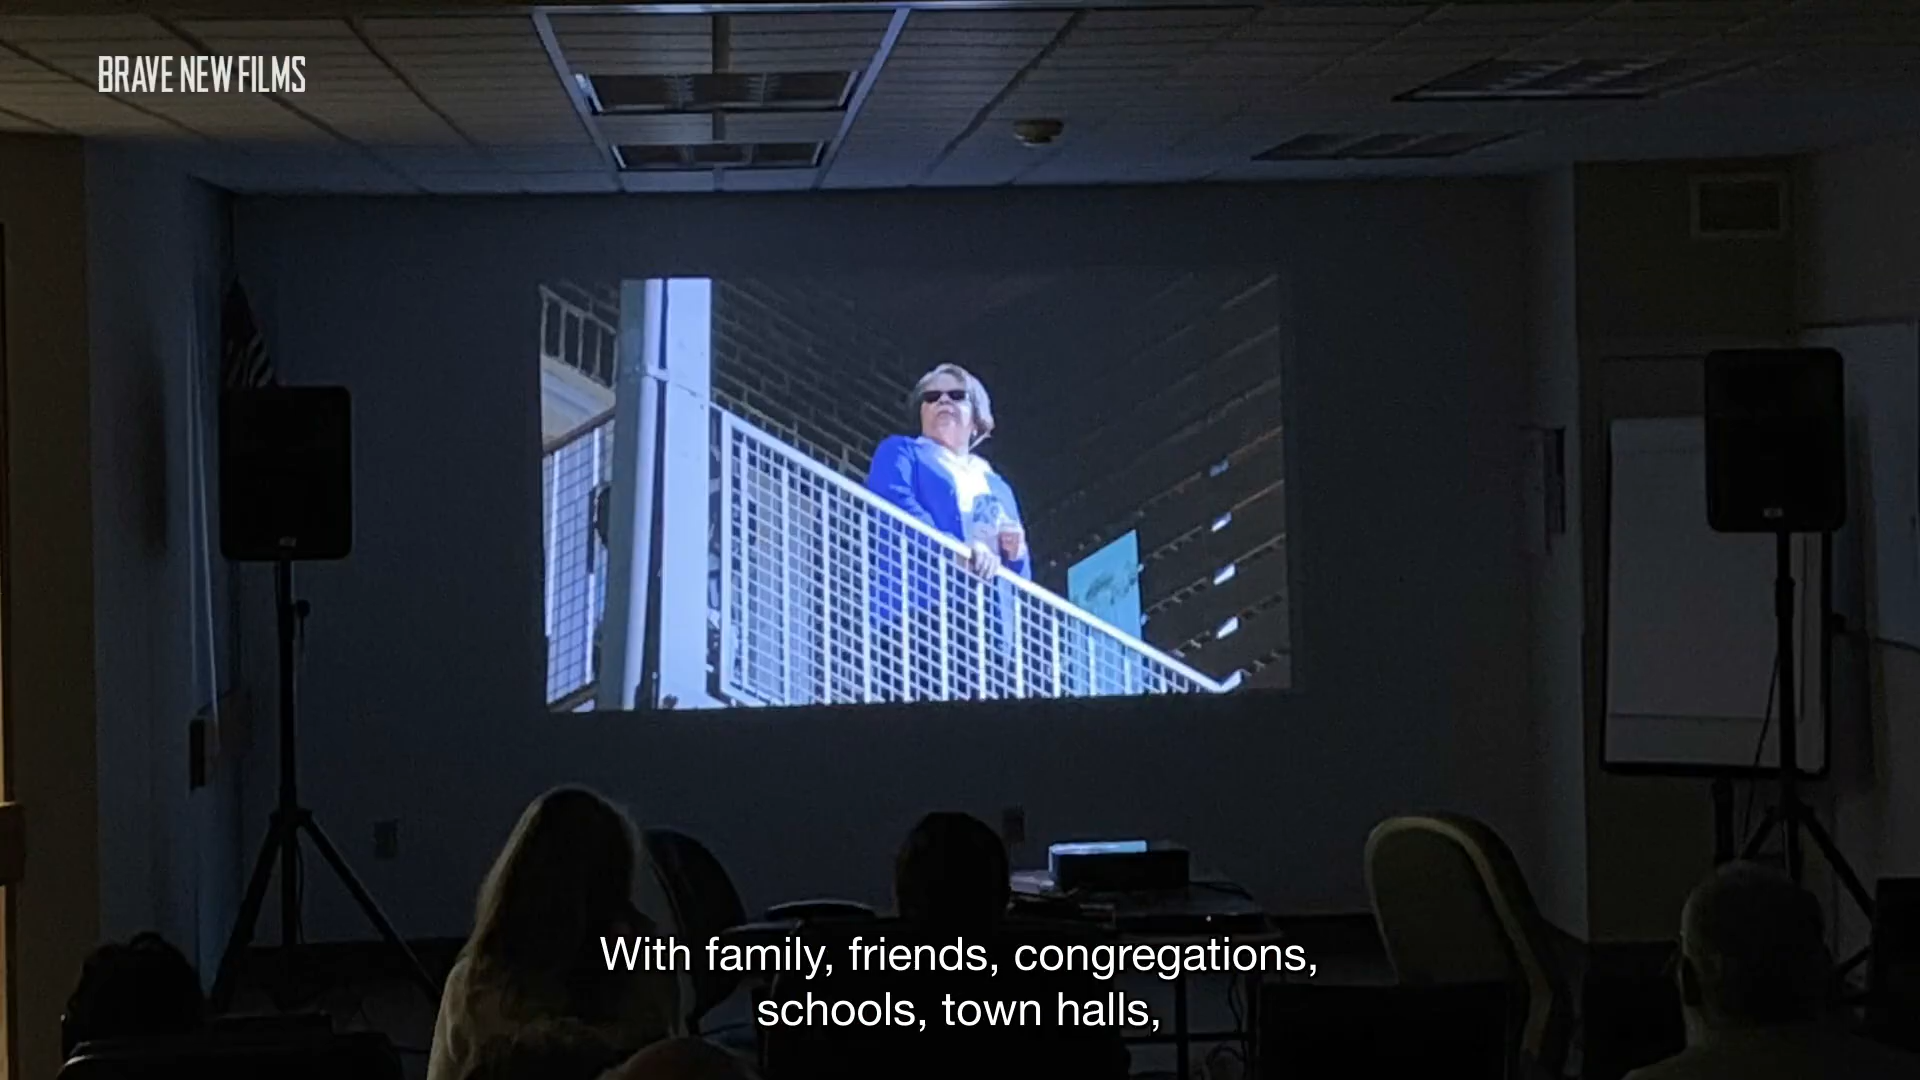 BRAVE NEW FILMS
With family, friends, congregations,
schools, town halls,